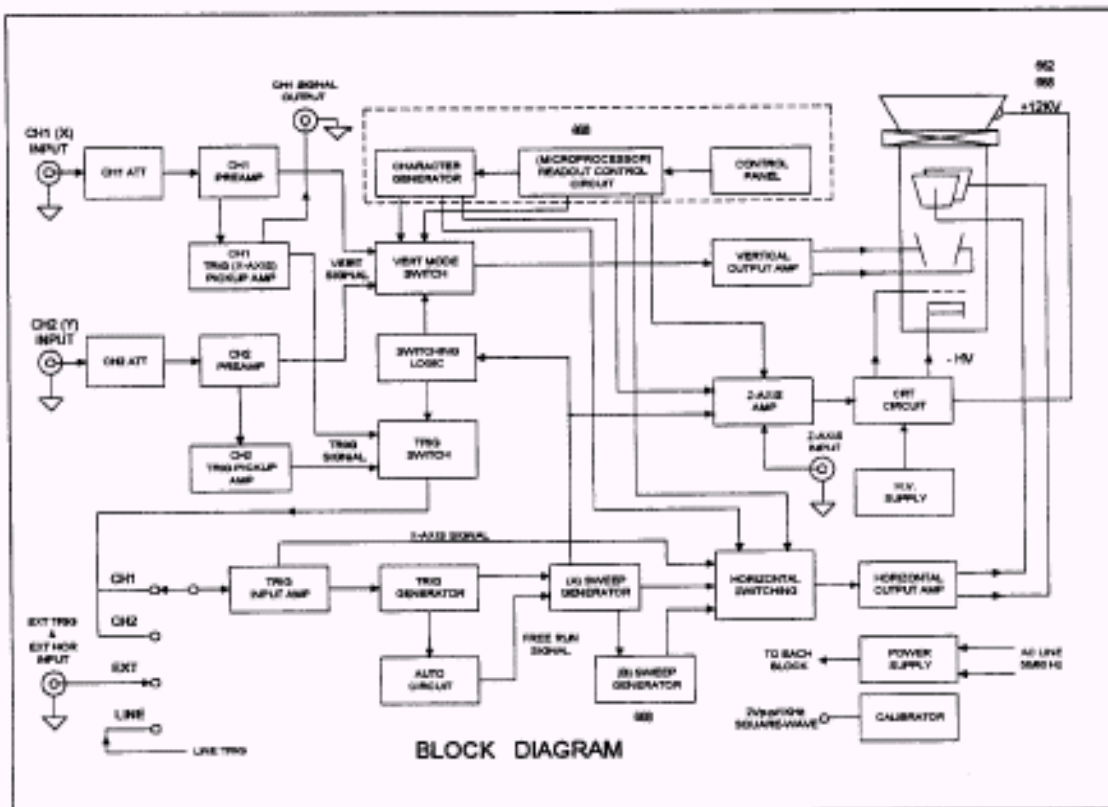 CH1 SIGNAL
OUTPUT
CH1 (X)
INPUT
CH1 ATT
CH1
PREAMP
CHARACTER
GENERATOR
(MICROPROCESSOR)
READOUT CONTROL
CIRCUIT
CONTROL
PANEL
+12KV
CH1
TRIG (X-AXIS)
PICKUP AMP
VERT
SIGNAL
VERT MODE
SWITCH
VERTICAL
OUTPUT AMP
CH2 (Y)
INPUT
CH2 ATT
CH2
PREAMP
SWITCHING
LOGIC
- HV
Z-AXIS
AMP
CRT
CIRCUIT
CH2
TRIG PICKUP
AMP
TRIG
SIGNAL
TRIG
SWITCH
Z-AXIS
INPUT
H.V.
SUPPLY
X-AXIS SIGNAL
CH1
TRIG
INPUT AMP
TRIG
GENERATOR
(A) SWEEP
GENERATOR
HORIZONTAL
SWITCHING
HORIZONTAL
OUTPUT AMP
CH2
EXT TRIG
&
EXT HOR
INPUT
EXT
AUTO
CIRCUIT
FREE RUN
SIGNAL
(B) SWEEP
GENERATOR
TO EACH
BLOCK
POWER
SUPPLY
AC LINE
50/60 Hz
LINE
LINE TRIG
SQUARE-WAVE
CALIBRATOR
BLOCK DIAGRAM